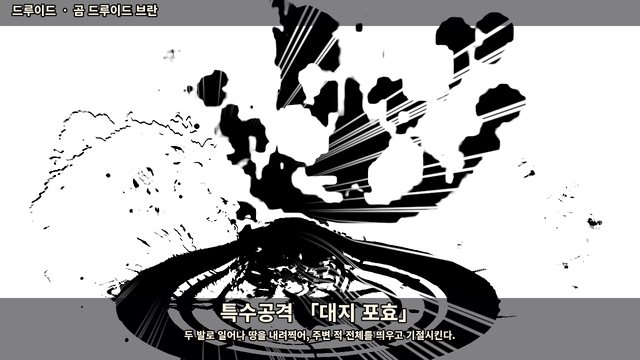 드루이드 · 곰 드루이드 브란
특수공격 「대지 포효」
두 발로 일어나 땅을 내려찍어, 주변 적 전체를 띄우고 기절시킨다.